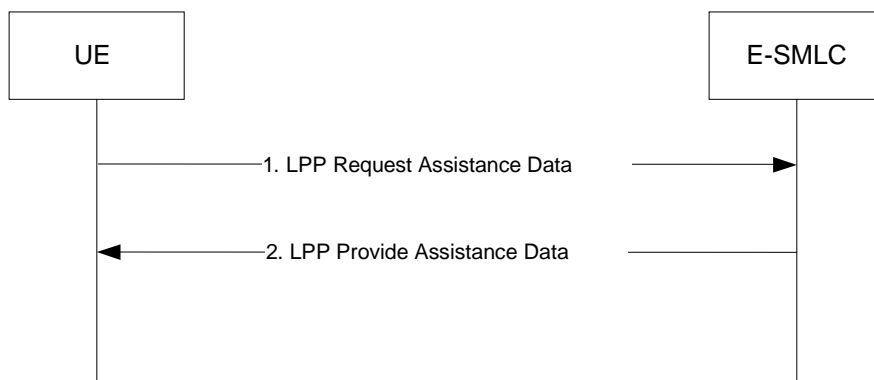 UE
E-SMLC
1. LPP Request Assistance Data
2. LPP Provide Assistance Data